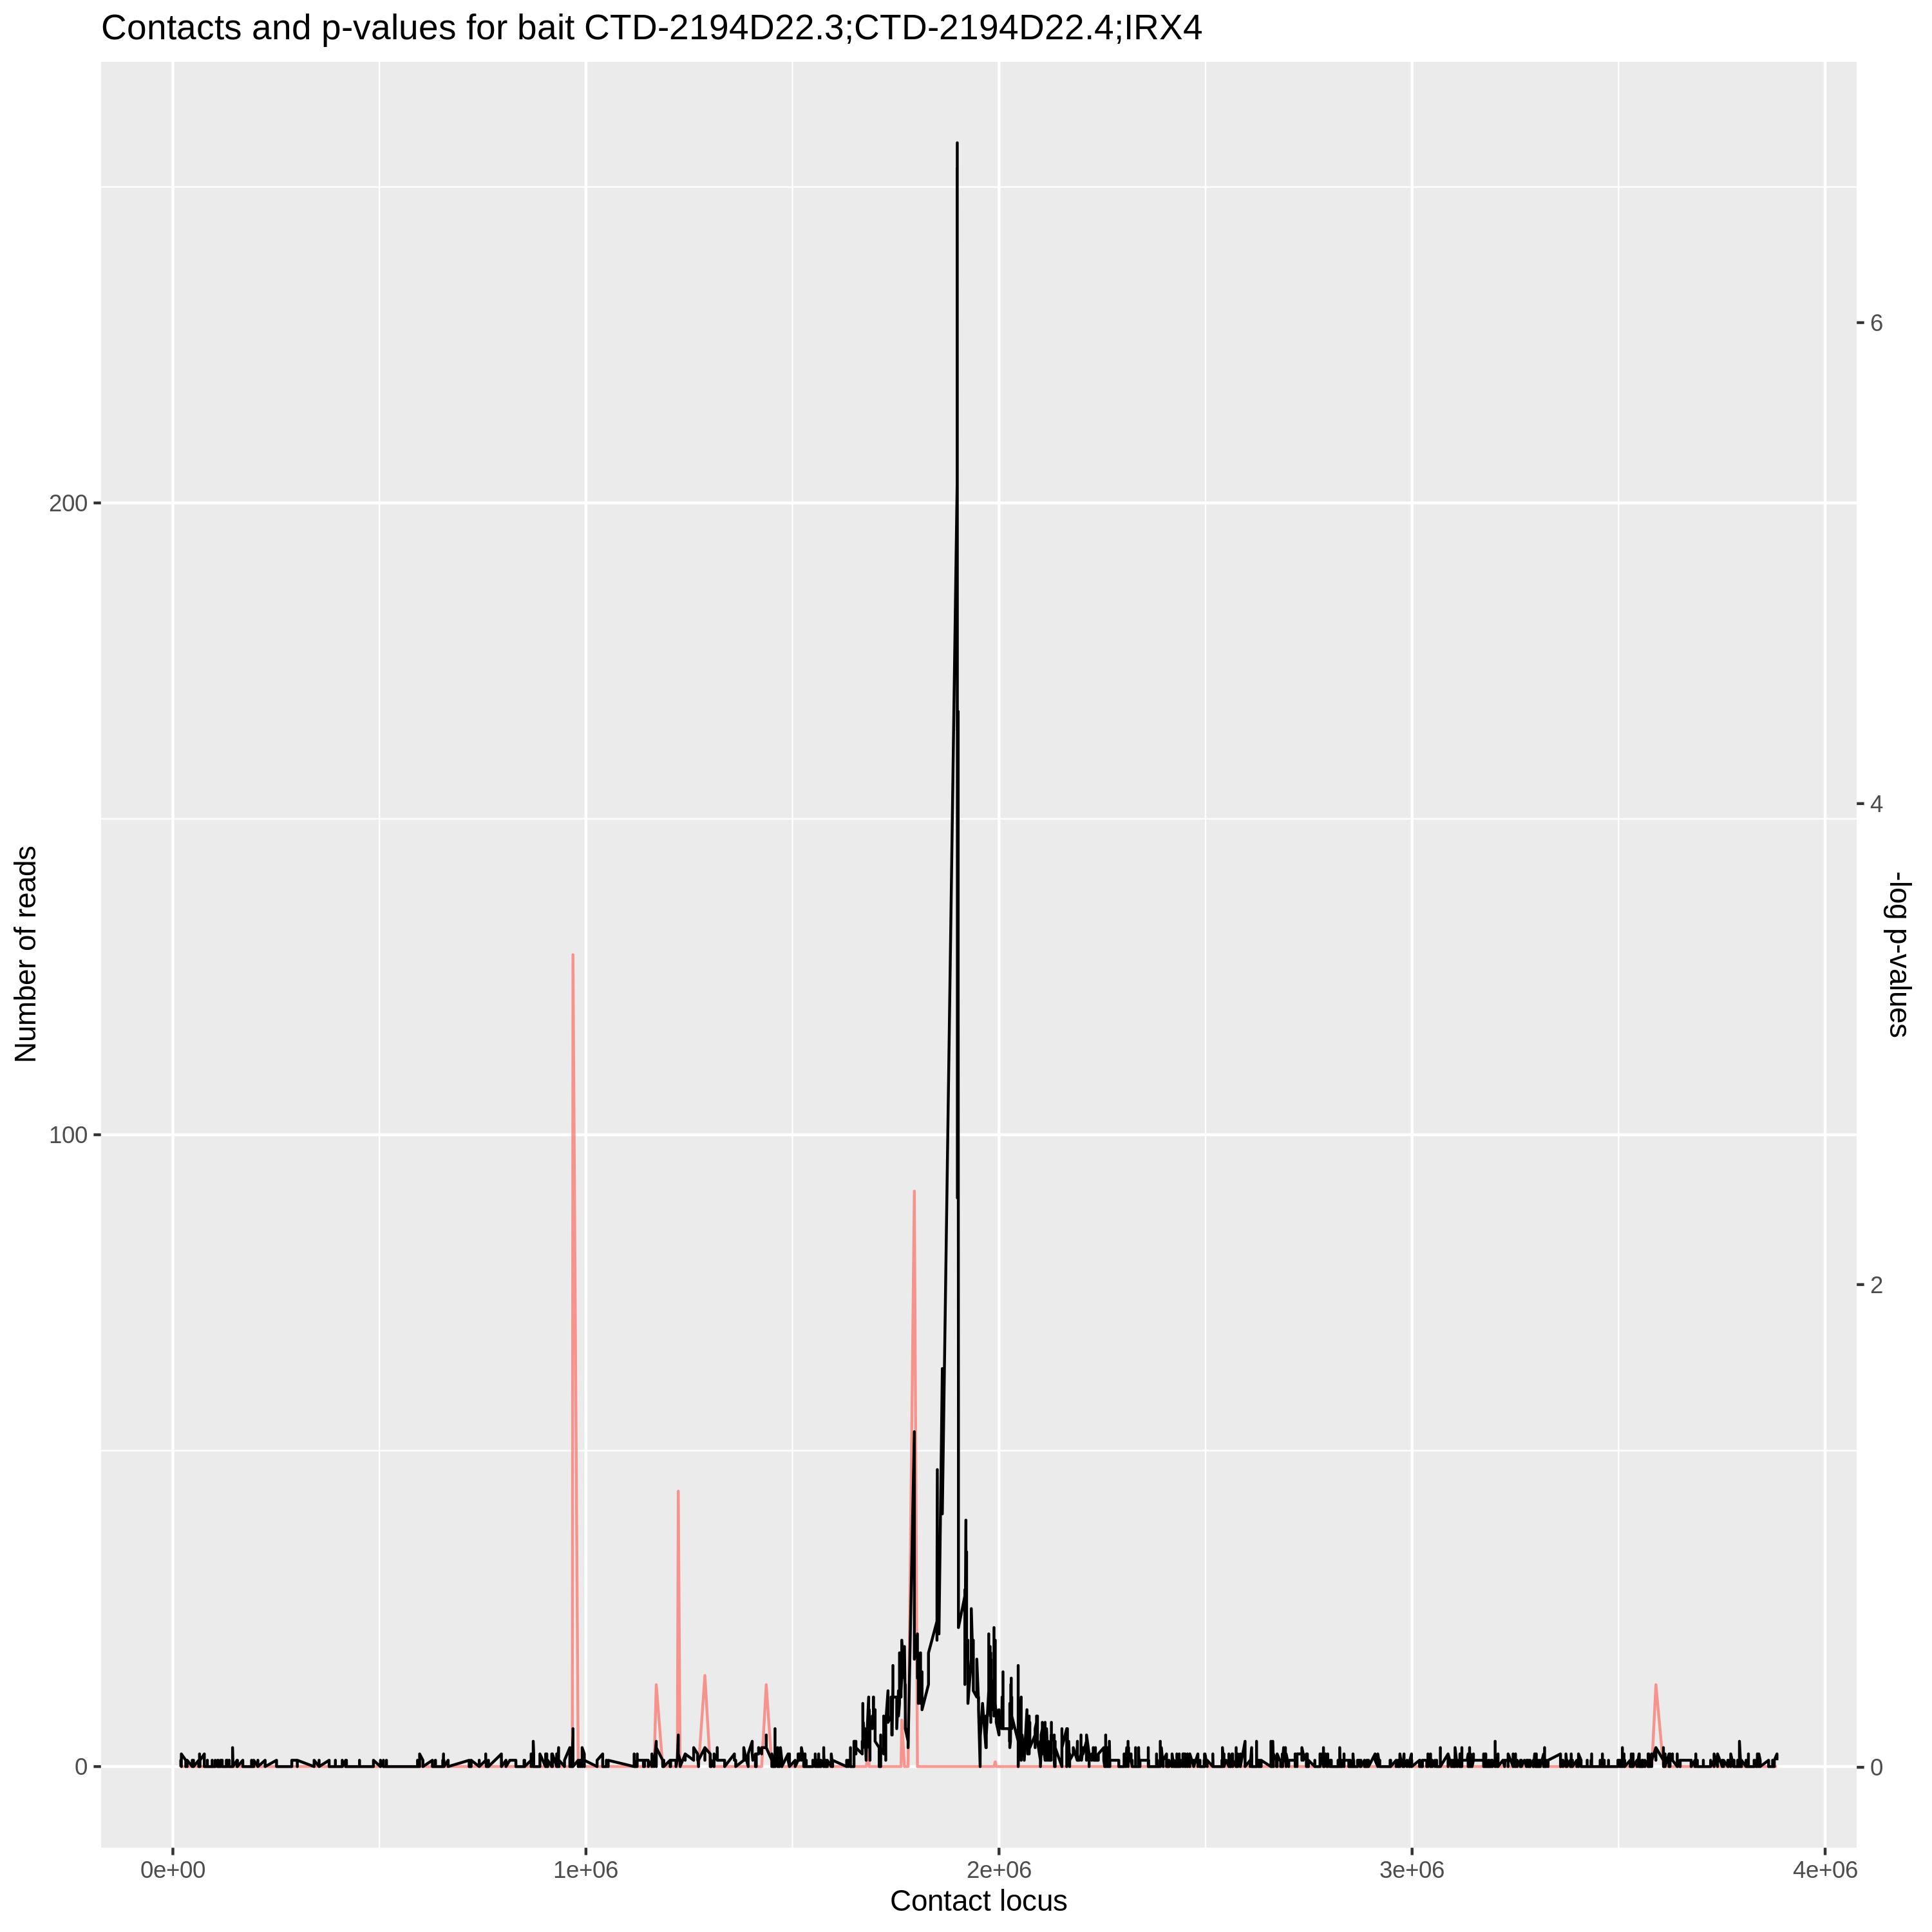 Contacts and p-values for bait CTD-2194D22.3;CTD-2194D22.4;IRX4
200
100
0
Number of reads
6
4
2
0
-log p-values
0e+00 1e+06 2e+06 3e+06 4e+06
Contact locus